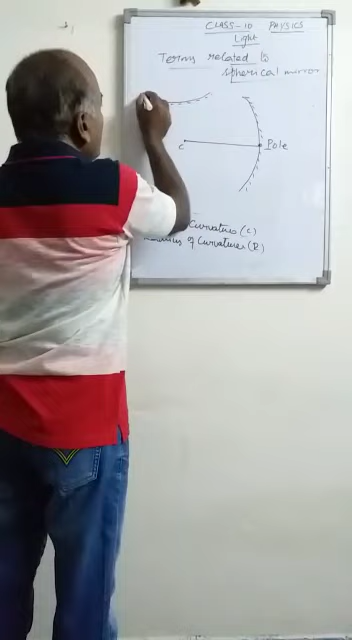 CLASS-10 PHYSICS
Light
Terms related to
spherical mirror
C
Pole
Curvature (C)
of Curvature (R)